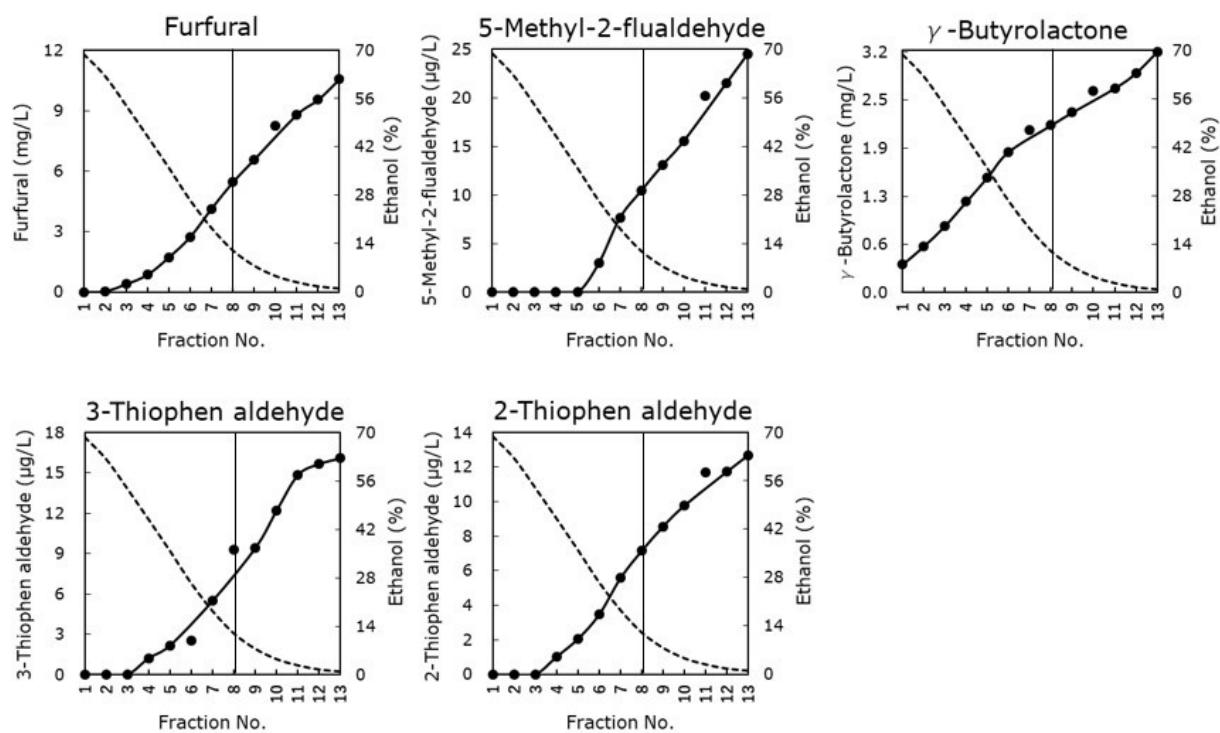 Furfural
Furfural (mg/L)
12
9
6
3
0
70
56
42
28
14
0
Ethanol (%)
1 2 3 4 5 6 7 8 9 10 11 12 13
Fraction No.
5-Methyl-2-flualdehyde
5-Methyl-2-flualdehyde (µg/L)
25
20
15
10
5
0
70
56
42
28
14
0
Ethanol (%)
1 2 3 4 5 6 7 8 9 10 11 12 13
Fraction No.
γ -Butyrolactone
γ -Butyrolactone (mg/L)
3.2
2.5
1.9
1.3
0.6
0.0
70
56
42
28
14
0
Ethanol (%)
1 2 3 4 5 6 7 8 9 10 11 12 13
Fraction No.
3-Thiophen aldehyde
3-Thiophen aldehyde (µg/L)
18
15
12
9
6
3
0
70
56
42
28
14
0
Ethanol (%)
1 2 3 4 5 6 7 8 9 10 11 12 13
Fraction No.
2-Thiophen aldehyde
2-Thiophen aldehyde (µg/L)
14
12
10
8
6
4
2
0
70
56
42
28
14
0
Ethanol (%)
1 2 3 4 5 6 7 8 9 10 11 12 13
Fraction No.